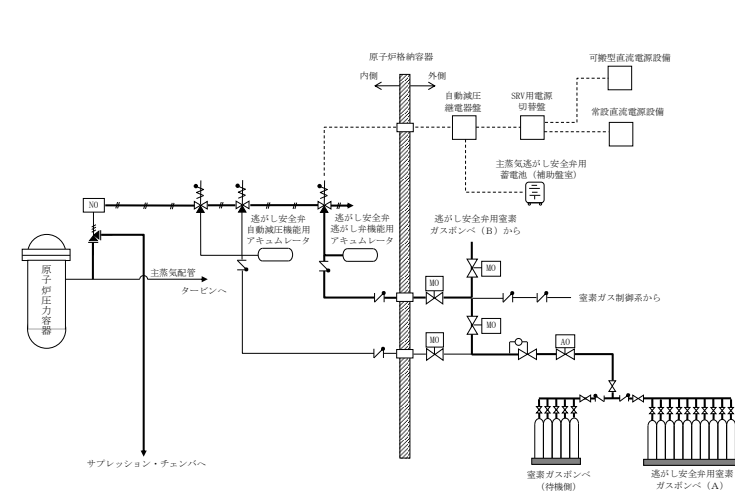 原子炉格納容器
内側
外側
可搬型直流電源設備
自動減圧
継電器盤
SRV用電源
切替盤
常設直流電源設備
主蒸気逃がし安全弁用
蓄電池（補助盤室）
NO
逃がし安全弁
自動減圧機能用
アキュムレータ
逃がし安全弁
逃がし弁機能用
アキュムレータ
逃がし安全弁用窒素
ガスボンベ（B）から
原子炉圧力容器
主蒸気配管
タービンへ
MO
MO
窒素ガス制御系から
MO
MO
AO
サプレッション・チェンバへ
窒素ガスボンベ
（待機側）
逃がし安全弁用窒素
ガスボンベ（A）